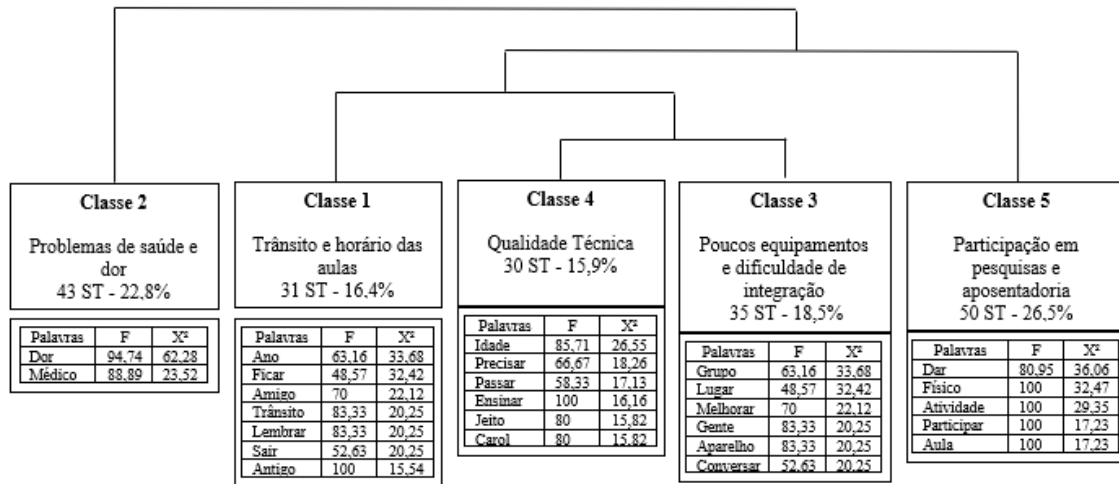 Classe 2
Problemas de saúde e
dor
43 ST - 22,8%
Palavras F X²
Dor 94,74 62,28
Médico 88,89 23,52
Classe 1
Trânsito e horário das
aulas
31 ST - 16,4%
Palavras F X²
Ano 63,16 33,68
Ficar 48,57 32,42
Amigo 70 22,12
Trânsito 83,33 20,25
Lembrar 83,33 20,25
Sair 52,63 20,25
Antigo 100 15,54
Classe 4
Qualidade Técnica
30 ST - 15,9%
Palavras F X²
Idade 85,71 26,55
Precisar 66,67 18,26
Passar 58,33 17,13
Ensinar 100 16,16
Jeito 80 15,82
Carol 80 15,82
Classe 3
Poucos equipamentos
e dificuldade de
integração
35 ST - 18,5%
Palavras F X²
Grupo 63,16 33,68
Lugar 48,57 32,42
Melhorar 70 22,12
Gente 83,33 20,25
Aparelho 83,33 20,25
Conversar 52,63 20,25
Classe 5
Participação em
pesquisas e
aposentadoria
50 ST - 26,5%
Palavras F X²
Dar 80,95 36,06
Físico 100 32,47
Atividade 100 29,35
Participar 100 17,23
Aula 100 17,23